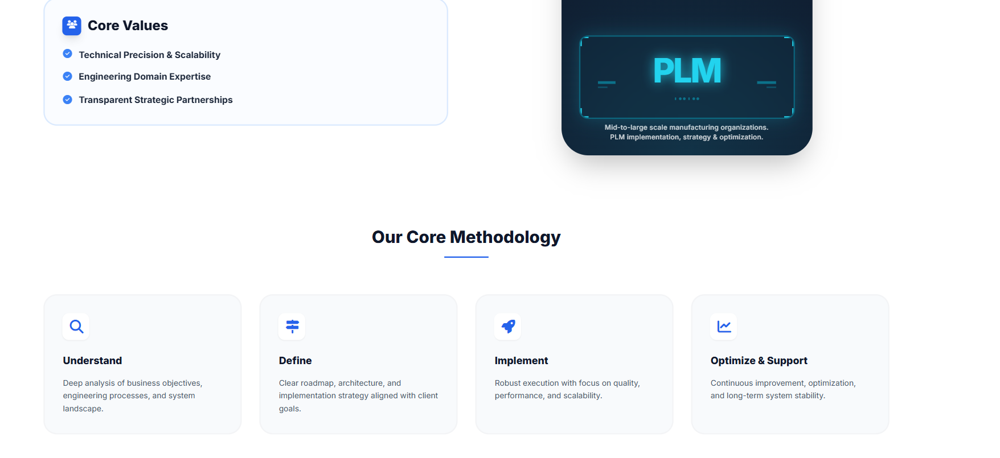 Core Values
Technical Precision & Scalability
Engineering Domain Expertise
Transparent Strategic Partnerships
PLM
Mid-to-large scale manufacturing organizations.
PLM implementation, strategy & optimization.
Our Core Methodology
Understand
Deep analysis of business objectives,
engineering processes, and system
landscape.
Define
Clear roadmap, architecture, and
implementation strategy aligned with client
goals.
Implement
Robust execution with focus on quality,
performance, and scalability.
Optimize & Support
Continuous improvement, optimization,
and long-term system stability.